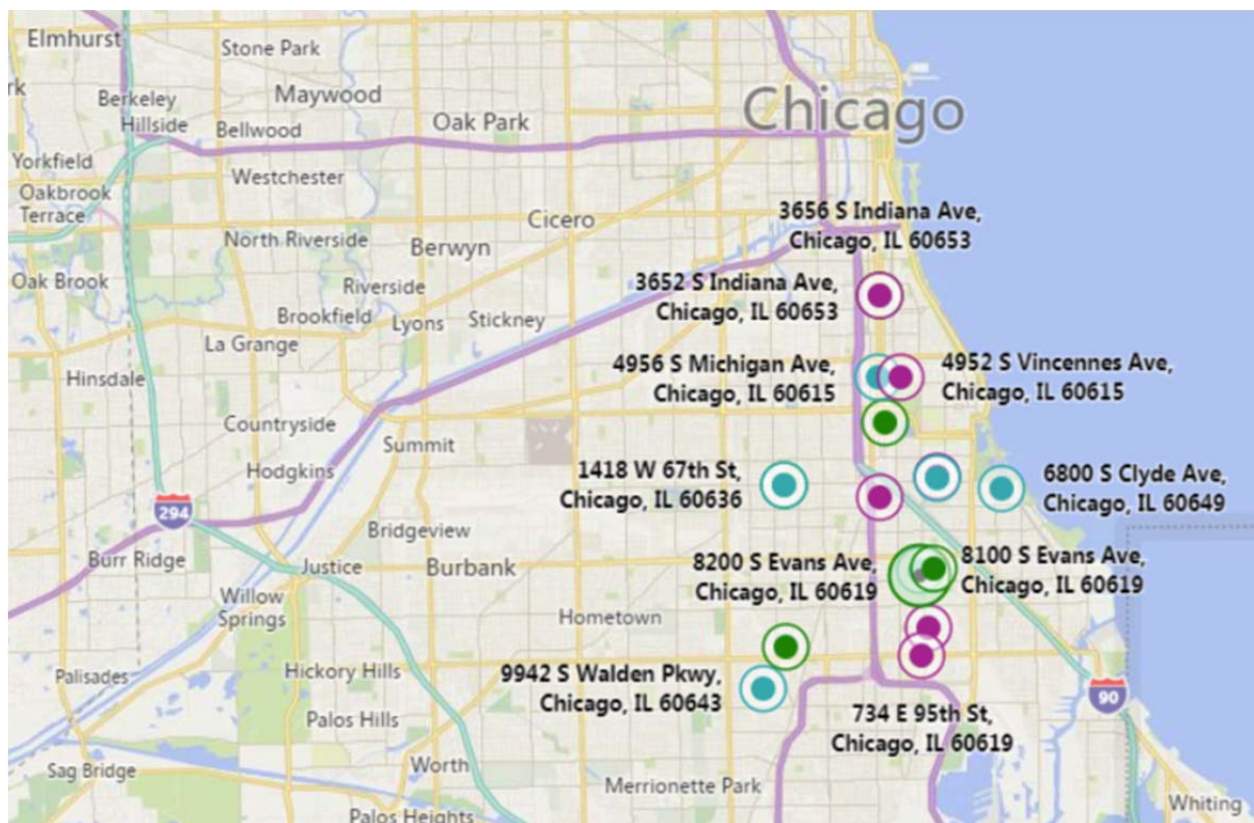 Elmhurst
Stone Park
rk
Berkeley
Maywood
Chicago
Hillside
Bellwood
Oak Park
Yorkfield
Westchester
Oakbrook
Terrace
Cicero
3656 S Indiana Ave,
Chicago, IL 60653
North Riverside
Berwyn
Oak Brook
Riverside
3652 S Indiana Ave,
Chicago, IL 60653
Brookfield
Lyons
Stickney
La Grange
Hinsdale
4956 S Michigan Ave,
Chicago, IL 60615
4952 S Vincennes Ave,
Chicago, IL 60615
Countryside
Summit
Hodgkins
1418 W 67th St,
Chicago, IL 60636
6800 S Clyde Ave,
Chicago, IL 60649
294
Bridgeview
Burr Ridge
Justice
Burbank
8200 S Evans Ave,
Chicago, IL 60619
8100 S Evans Ave,
Chicago, IL 60619
Willow
Springs
Hometown
Palisades
Hickory Hills
9942 S Walden Pkwy,
Chicago, IL 60643
90
Palos Hills
734 E 95th St,
Chicago, IL 60619
Sag Bridge
Worth
Merrionette Park
Whiting
Palos Heights